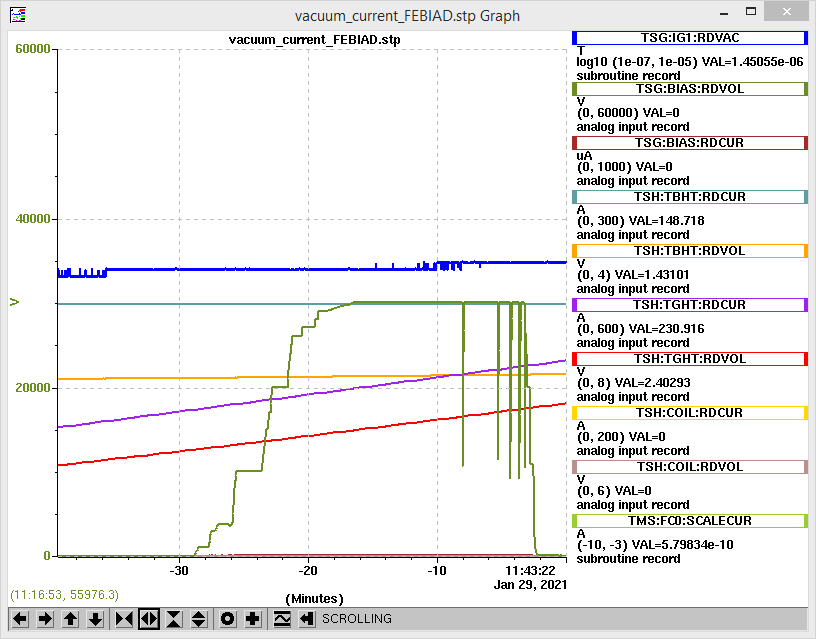 vacuum_current_FEBIAD.stp Graph
vacuum_current_FEBIAD.stp
60000
40000
V
20000
0
-30
-20
-10
11:43:22
Jan 29, 2021
(Minutes)
(11:16:53, 55976.3)
SCROLLING
TSG:IG1:RDVAC
T
log10 (1e-07, 1e-05) VAL=1.45055e-06
subroutine record
TSG:BIAS:RDVOL
V
(0, 60000) VAL=0
analog input record
TSG:BIAS:RDCUR
uA
(0, 1000) VAL=0
analog input record
TSH:TBHT:RDCUR
A
(0, 300) VAL=148.718
analog input record
TSH:TBHT:RDVOL
V
(0, 4) VAL=1.43101
analog input record
TSH:TGHT:RDCUR
A
(0, 600) VAL=230.916
analog input record
TSH:TGHT:RDVOL
V
(0, 8) VAL=2.40293
analog input record
TSH:COIL:RDCUR
A
(0, 200) VAL=0
analog input record
TSH:COIL:RDVOL
V
(0, 6) VAL=0
analog input record
TMS:FC0:SCALECUR
A
(-10, -3) VAL=5.79834e-10
subroutine record